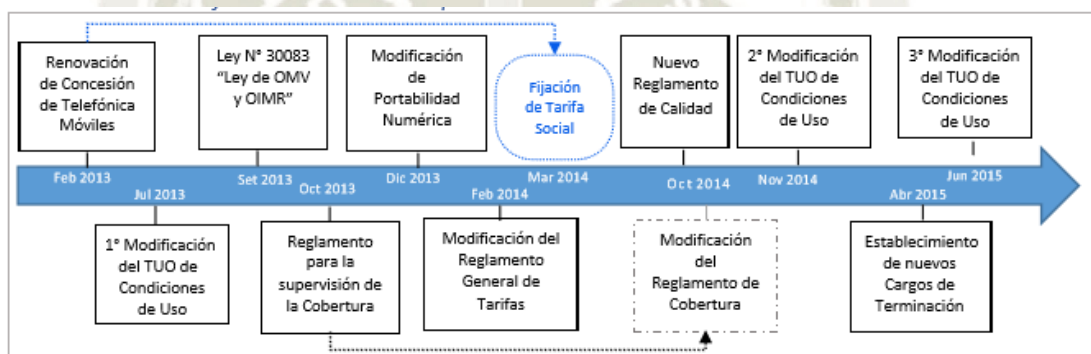 Renovación
de Concesión
de Telefónica
Móviles
Ley N° 30083
“Ley de OMV
y OIMR”
Modificación
de
Portabilidad
Numérica
Fijación
de Tarifa
Social
Nuevo
Reglamento
de Calidad
2° Modificación
del TUO de
Condiciones
de Uso
3° Modificación
del TUO de
Condiciones
de Uso
Feb 2013
Jul 2013
Set 2013
Oct 2013
Dic 2013
Feb 2014
Mar 2014
Oct 2014
Nov 2014
Abr 2015
Jun 2015
1° Modificación
del TUO de
Condiciones
de Uso
Reglamento
para la
supervisión de
la Cobertura
Modificación del
Reglamento
General de
Tarifas
Modificación
del
Reglamento de
Cobertura
Establecimiento
de nuevos
Cargos de
Terminación